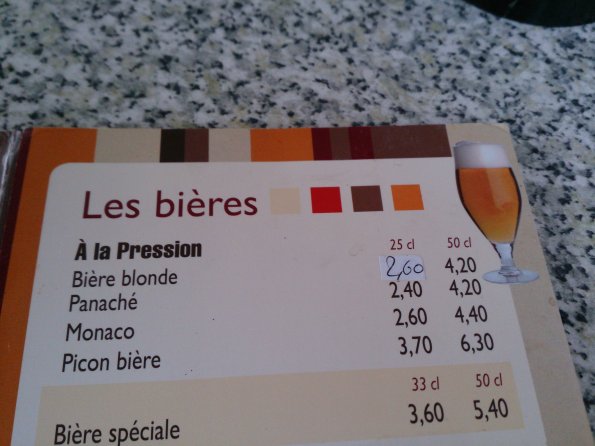 Les bières
À la Pression 25 cl 50 cl
Bière blonde 2,60 4,20
Panaché 2,40 4,20
Monaco 2,60 4,40
Picon bière 3,70 6,30
33 cl 50 cl
Bière spéciale 3,60 5,40